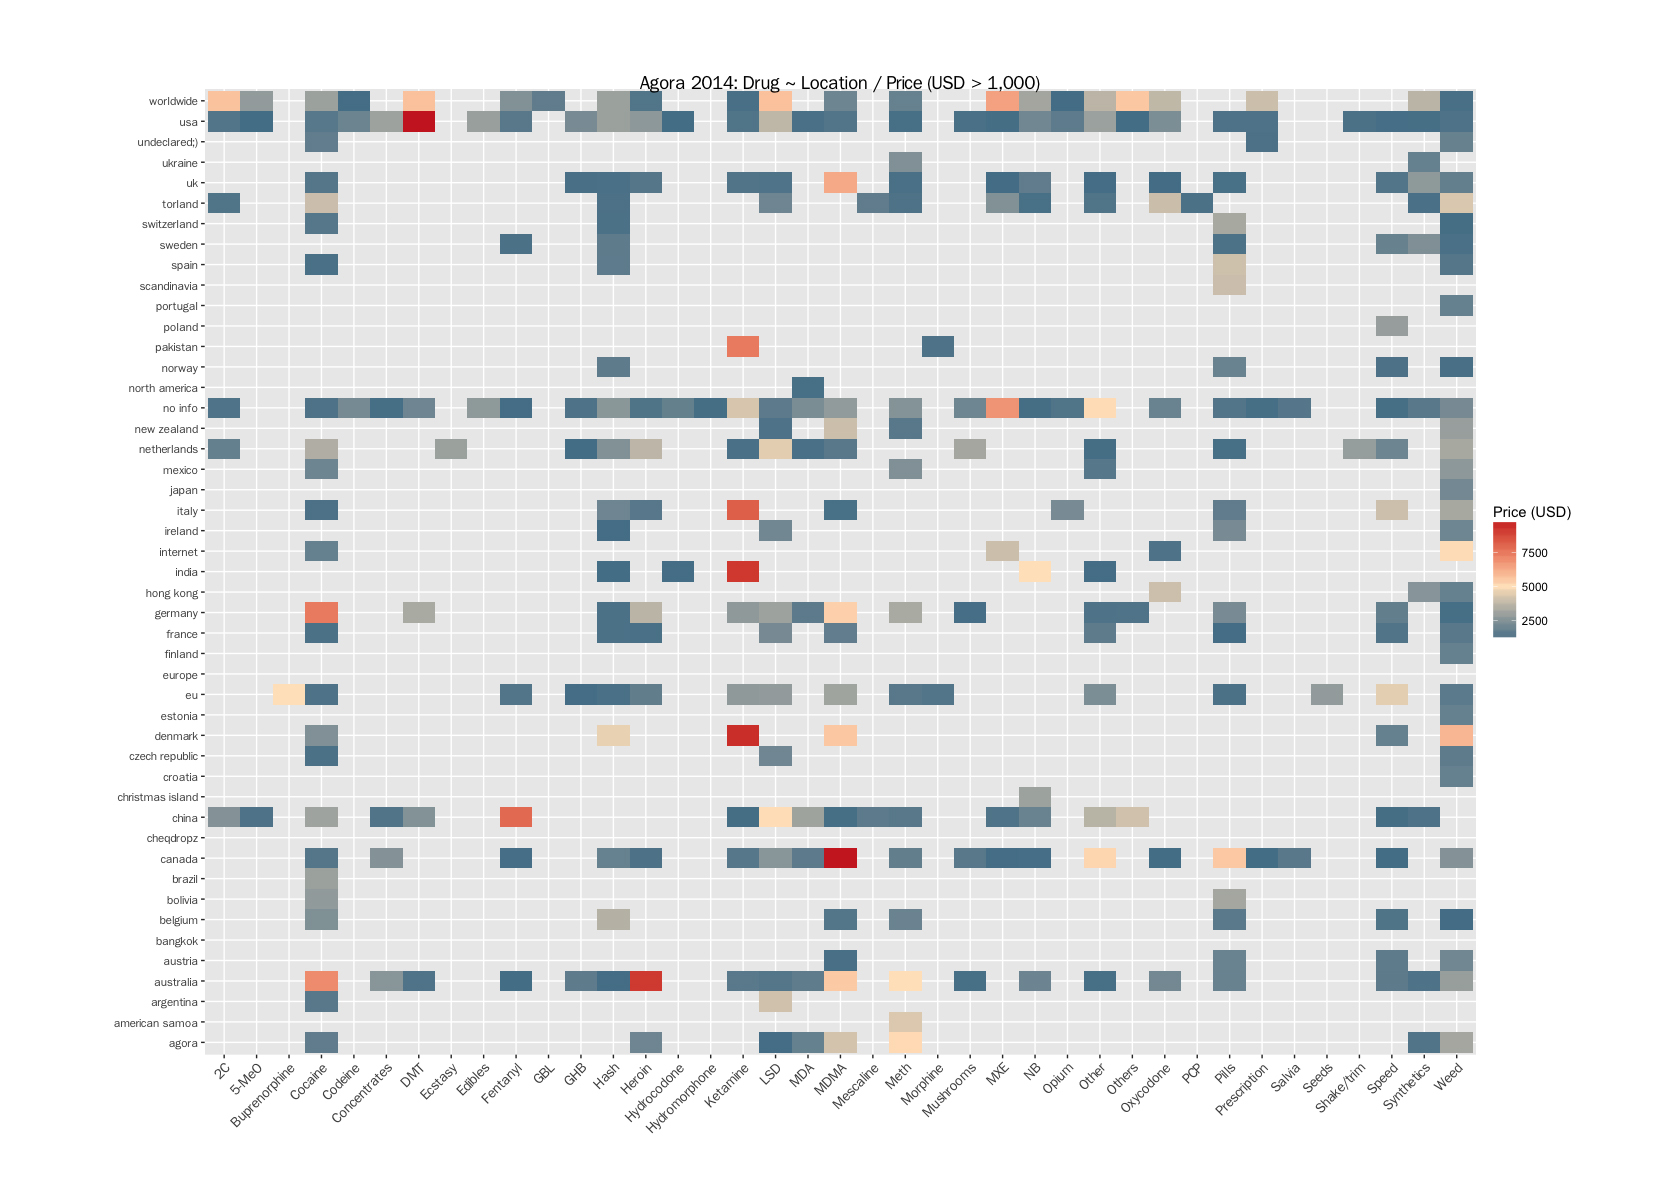 Agora 2014: Drug ~ Location / Price (USD > 1,000)
worldwide
usa
undeclared;)
ukraine
uk
torland
switzerland
sweden
spain
scandinavia
portugal
poland
pakistan
norway
north america
no info
new zealand
netherlands
mexico
japan
italy
ireland
internet
india
hong kong
germany
france
finland
europe
eu
estonia
denmark
czech republic
croatia
christmas island
china
cheqdropz
canada
brazil
bolivia
belgium
bangkok
austria
australia
argentina
american samoa
agora
2C
5-MeO
Buprenorphine
Cocaine
Codeine
Concentrates
DMT
Ecstasy
Edibles
Fentanyl
GBL
GHB
Hash
Heroin
Hydrocodone
Hydromorphone
Ketamine
LSD
MDA
MDMA
Mescaline
Meth
Morphine
Mushrooms
MXE
NB
Opium
Other
Others
Oxycodone
PCP
Pills
Prescription
Salvia
Seeds
Shake/trim
Speed
Synthetics
Weed
Price (USD)
7500
5000
2500